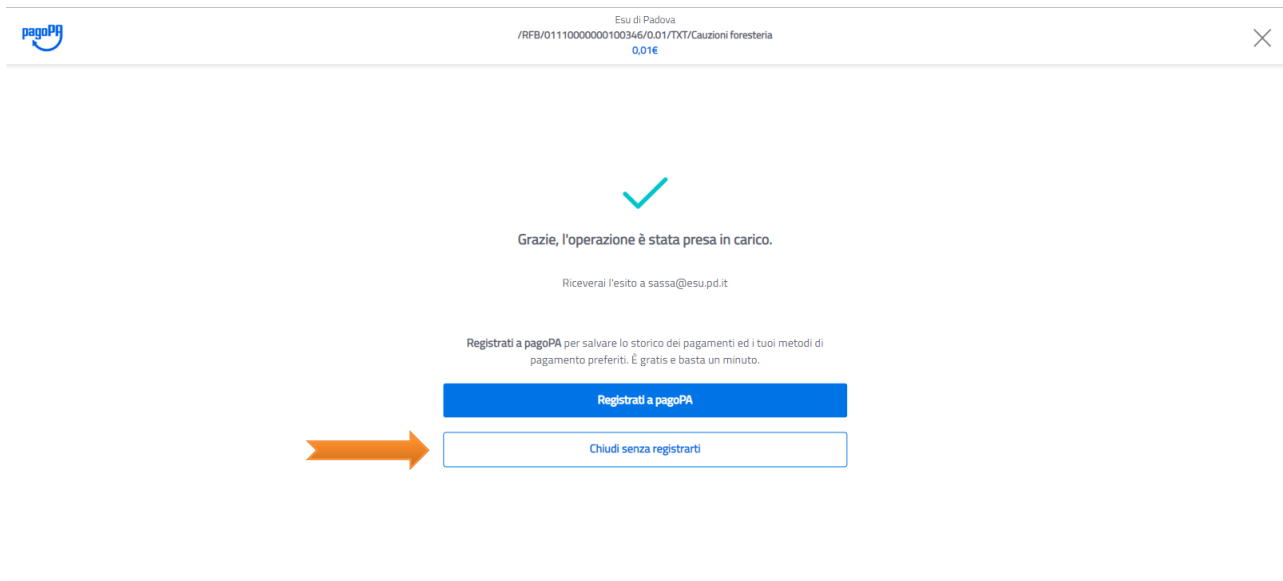 pagoPA
Esu di Padova
/RFB/01110000000100346/0.01/TXT/Cauzioni foresteria
0,01€
Grazie, l'operazione è stata presa in carico.
Riceverai l'esito a sassa@esu.pd.it
Registrati a pagoPA per salvare lo storico dei pagamenti ed i tuoi metodi di
pagamento preferiti. È gratis e basta un minuto.
Registrati a pagoPA
Chiudi senza registrarti